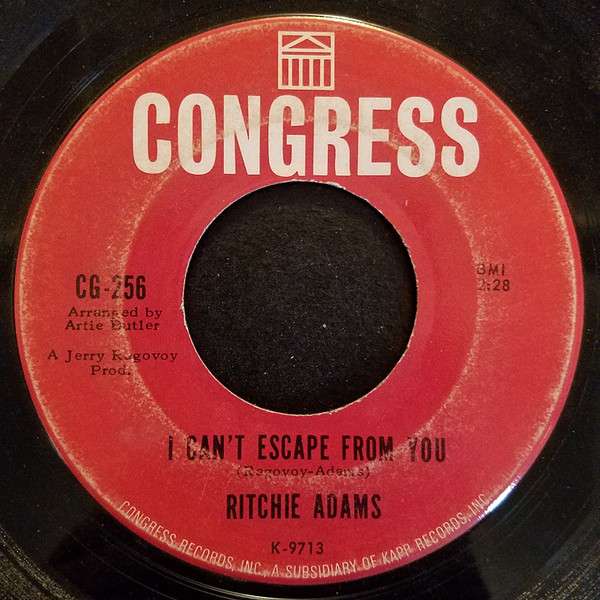 CONGRESS
CG-256
Arranged by
Artie Butler
A Jerry Ragovoy
Prod.
BMI
2:28
I CAN'T ESCAPE FROM YOU
(Ragovoy-Adams)
RITCHIE ADAMS
K-9713
CONGRESS RECORDS, INC., A SUBSIDIARY OF KAPP RECORDS, INC.